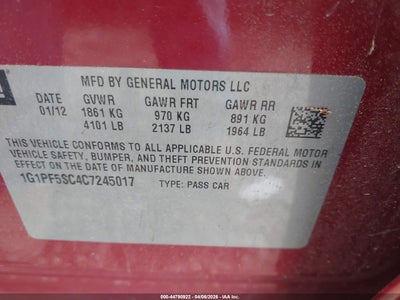 MFD BY GENERAL MOTORS LLC
DATE GVWR GAWR FRT GAWR RR
01/12 1861 KG 970 KG 891 KG
4101 LB 2137 LB 1964 LB
THIS VEHICLE CONFORMS TO ALL APPLICABLE U.S. FEDERAL MOTOR
VEHICLE SAFETY, BUMPER, AND THEFT PREVENTION STANDARDS IN
EFFECT ON THE DATE OF MANUFACTURE SHOWN ABOVE.
1G1PF5SC4C7245017 TYPE: PASS CAR
000-44790922 - 04/06/2026 - IAA Inc.